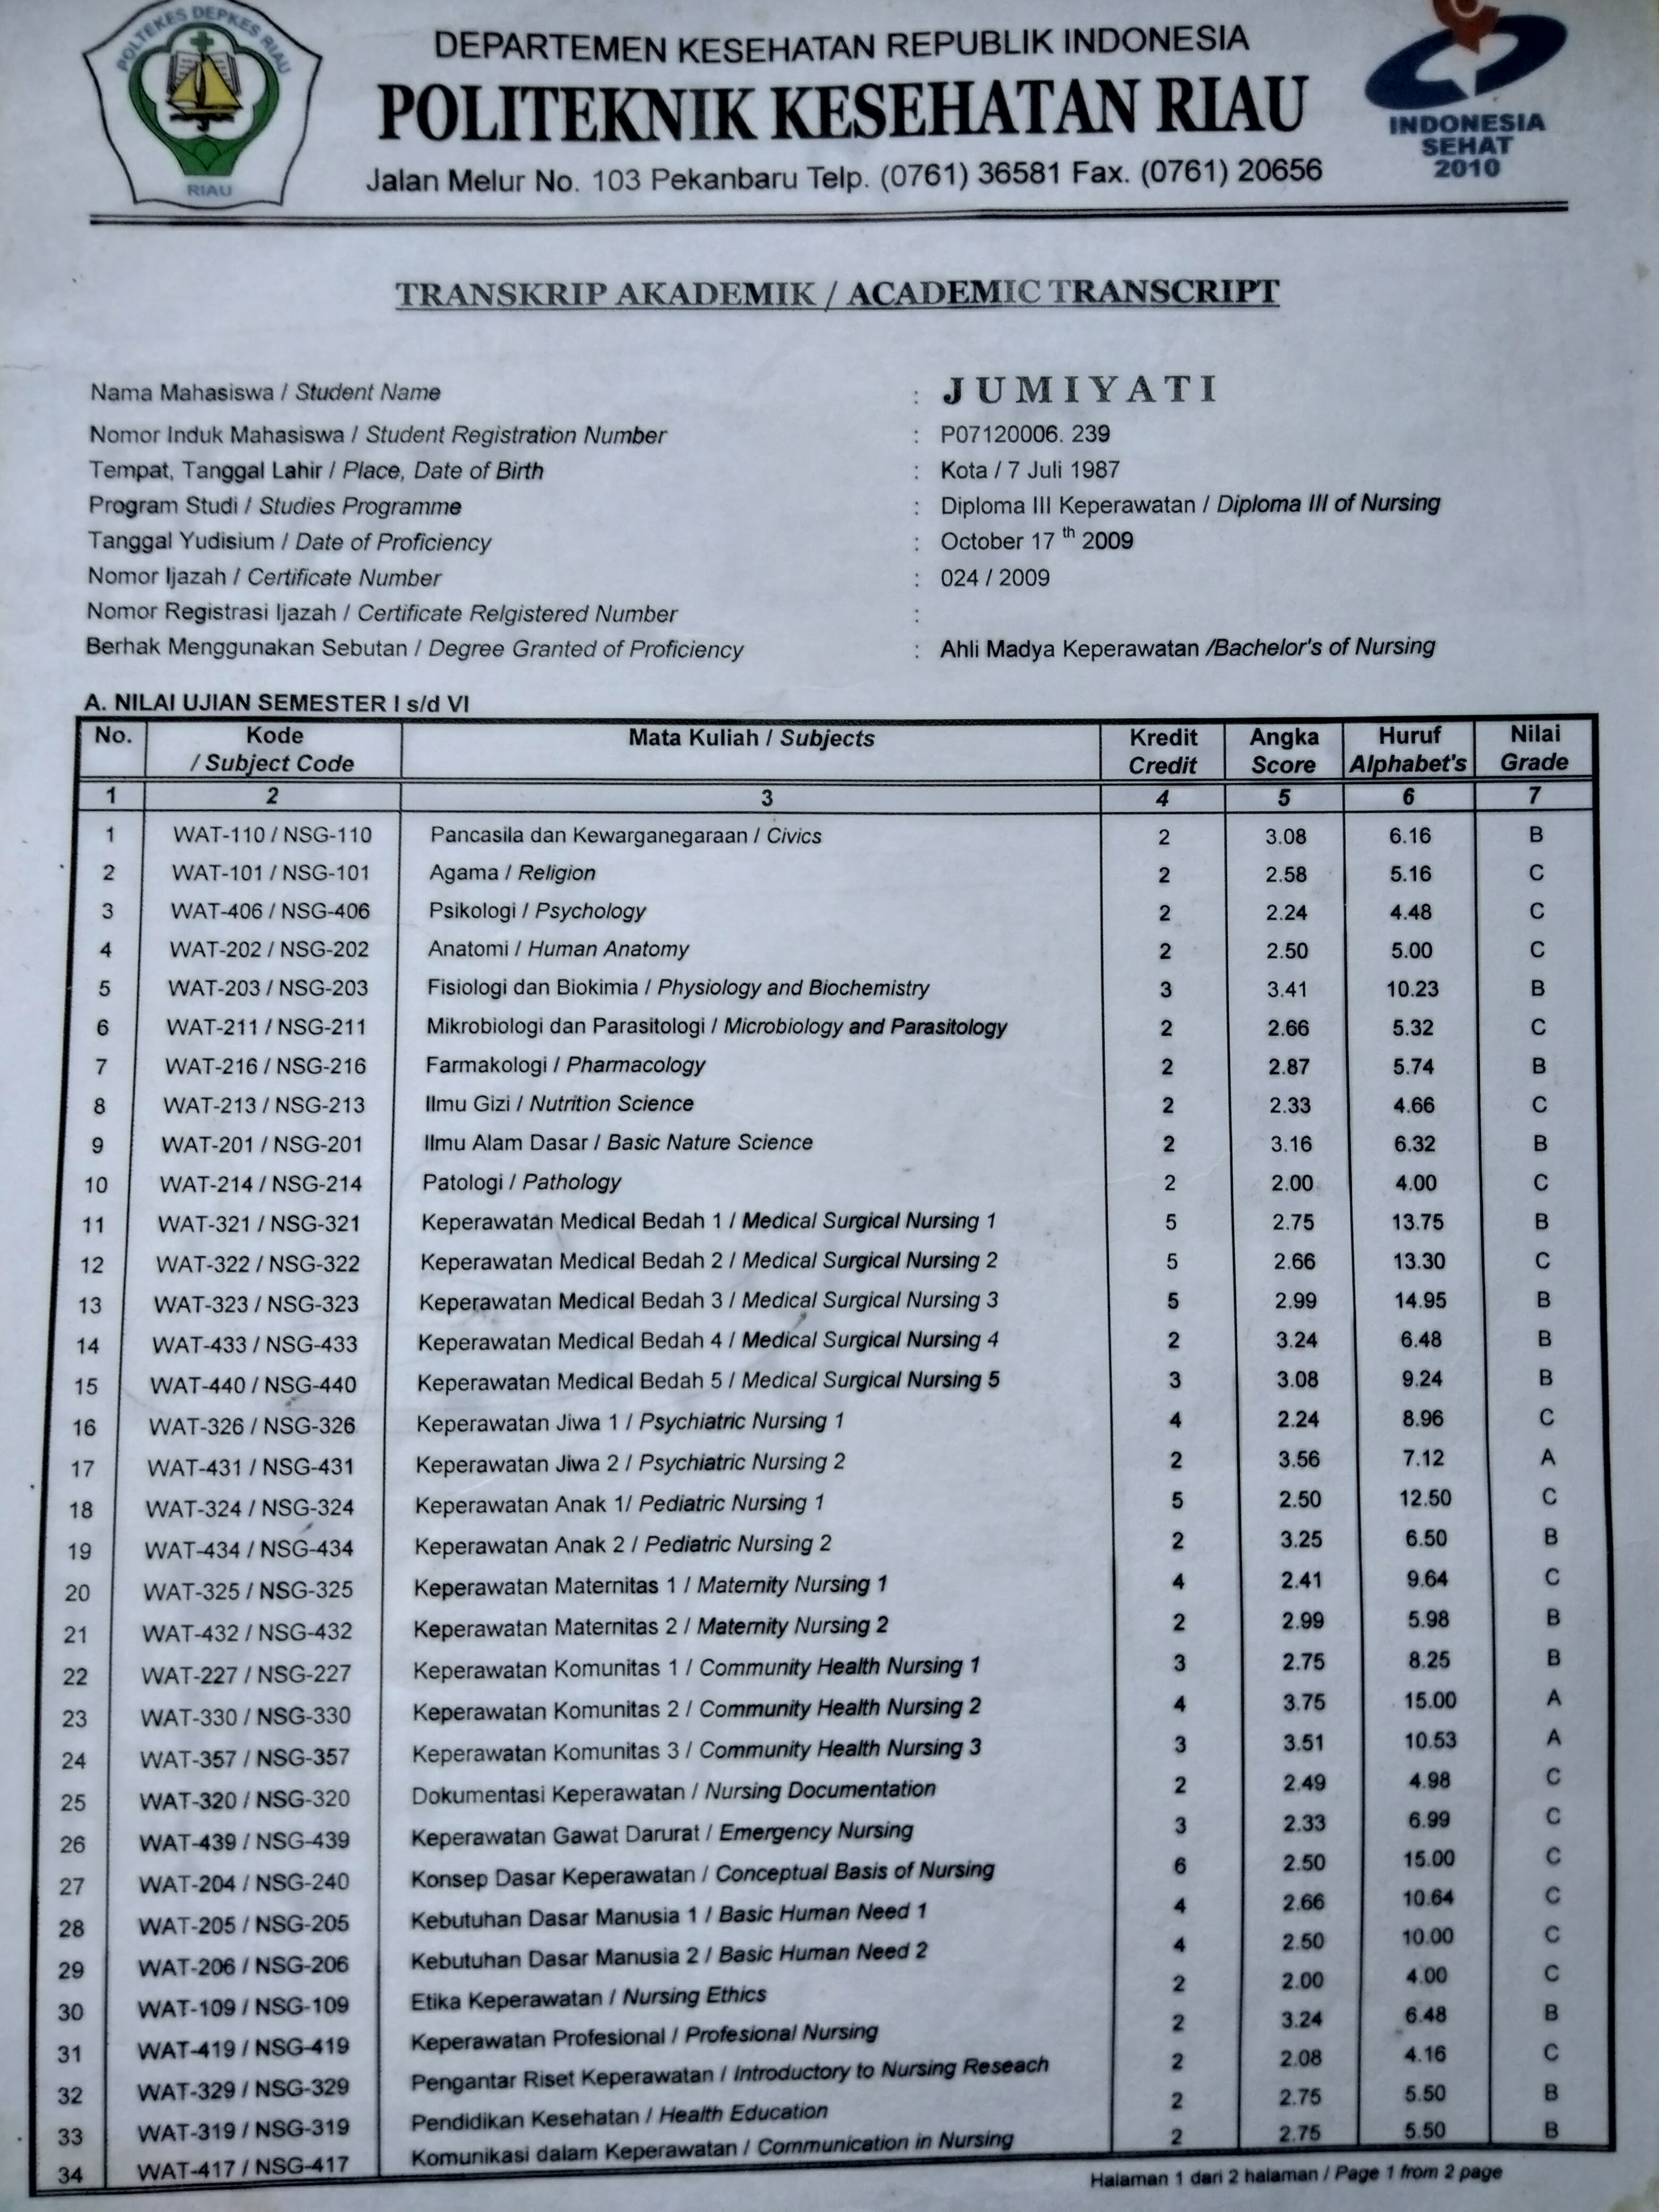 POLTEKES DEPKES RIAU
RIAU
DEPARTEMEN KESEHATAN REPUBLIK INDONESIA
POLITEKNIK KESEHATAN RIAU
Jalan Melur No. 103 Pekanbaru Telp. (0761) 36581 Fax. (0761) 20656
INDONESIA
SEHAT
2010
TRANSKRIP AKADEMIK / ACADEMIC TRANSCRIPT
Nama Mahasiswa / Student Name : JUMIYATI
Nomor Induk Mahasiswa / Student Registration Number : P07120006. 239
Tempat, Tanggal Lahir / Place, Date of Birth : Kota / 7 Juli 1987
Program Studi / Studies Programme : Diploma III Keperawatan / Diploma III of Nursing
Tanggal Yudisium / Date of Proficiency : October 17 th 2009
Nomor Ijazah / Certificate Number : 024 / 2009
Nomor Registrasi Ijazah / Certificate Relgistered Number :
Berhak Menggunakan Sebutan / Degree Granted of Proficiency : Ahli Madya Keperawatan /Bachelor's of Nursing
A. NILAI UJIAN SEMESTER I s/d VI
No. Kode Mata Kuliah / Subjects Kredit Angka Huruf Nilai
/ Subject Code Credit Score Alphabet's Grade
1 2 3 4 5 6 7
1 WAT-110 / NSG-110 Pancasila dan Kewarganegaraan / Civics 2 3.08 6.16 B
2 WAT-101 / NSG-101 Agama / Religion 2 2.58 5.16 C
3 WAT-406 / NSG-406 Psikologi / Psychology 2 2.24 4.48 C
4 WAT-202 / NSG-202 Anatomi / Human Anatomy 2 2.50 5.00 C
5 WAT-203 / NSG-203 Fisiologi dan Biokimia / Physiology and Biochemistry 3 3.41 10.23 B
6 WAT-211 / NSG-211 Mikrobiologi dan Parasitologi / Microbiology and Parasitology 2 2.66 5.32 C
7 WAT-216 / NSG-216 Farmakologi / Pharmacology 2 2.87 5.74 B
8 WAT-213 / NSG-213 Ilmu Gizi / Nutrition Science 2 2.33 4.66 C
9 WAT-201 / NSG-201 Ilmu Alam Dasar / Basic Nature Science 2 3.16 6.32 B
10 WAT-214 / NSG-214 Patologi / Pathology 2 2.00 4.00 C
11 WAT-321 / NSG-321 Keperawatan Medical Bedah 1 / Medical Surgical Nursing 1 5 2.75 13.75 B
12 WAT-322 / NSG-322 Keperawatan Medical Bedah 2 / Medical Surgical Nursing 2 5 2.66 13.30 C
13 WAT-323 / NSG-323 Keperawatan Medical Bedah 3 / Medical Surgical Nursing 3 5 2.99 14.95 B
14 WAT-433 / NSG-433 Keperawatan Medical Bedah 4 / Medical Surgical Nursing 4 2 3.24 6.48 B
15 WAT-440 / NSG-440 Keperawatan Medical Bedah 5 / Medical Surgical Nursing 5 3 3.08 9.24 B
16 WAT-326 / NSG-326 Keperawatan Jiwa 1 / Psychiatric Nursing 1 4 2.24 8.96 C
17 WAT-431 / NSG-431 Keperawatan Jiwa 2 / Psychiatric Nursing 2 2 3.56 7.12 A
18 WAT-324 / NSG-324 Keperawatan Anak 1/ Pediatric Nursing 1 5 2.50 12.50 C
19 WAT-434 / NSG-434 Keperawatan Anak 2 / Pediatric Nursing 2 2 3.25 6.50 B
20 WAT-325 / NSG-325 Keperawatan Maternitas 1 / Maternity Nursing 1 4 2.41 9.64 C
21 WAT-432 / NSG-432 Keperawatan Maternitas 2 / Maternity Nursing 2 2 2.99 5.98 B
22 WAT-227 / NSG-227 Keperawatan Komunitas 1 / Community Health Nursing 1 3 2.75 8.25 B
23 WAT-330 / NSG-330 Keperawatan Komunitas 2 / Community Health Nursing 2 4 3.75 15.00 A
24 WAT-357 / NSG-357 Keperawatan Komunitas 3 / Community Health Nursing 3 3 3.51 10.53 A
25 WAT-320 / NSG-320 Dokumentasi Keperawatan / Nursing Documentation 2 2.49 4.98 C
26 WAT-439 / NSG-439 Keperawatan Gawat Darurat / Emergency Nursing 3 2.33 6.99 C
27 WAT-204 / NSG-240 Konsep Dasar Keperawatan / Conceptual Basis of Nursing 6 2.50 15.00 C
28 WAT-205 / NSG-205 Kebutuhan Dasar Manusia 1 / Basic Human Need 1 4 2.66 10.64 C
29 WAT-206 / NSG-206 Kebutuhan Dasar Manusia 2 / Basic Human Need 2 4 2.50 10.00 C
30 WAT-109 / NSG-109 Etika Keperawatan / Nursing Ethics 2 2.00 4.00 C
31 WAT-419 / NSG-419 Keperawatan Profesional / Profesional Nursing 2 3.24 6.48 B
32 WAT-329 / NSG-329 Pengantar Riset Keperawatan / Introductory to Nursing Reseach 2 2.08 4.16 C
33 WAT-319 / NSG-319 Pendidikan Kesehatan / Health Education 2 2.75 5.50 B
34 WAT-417 / NSG-417 Komunikasi dalam Keperawatan / Communication in Nursing 2 2.75 5.50 B
Halaman 1 dari 2 halaman / Page 1 from 2 page